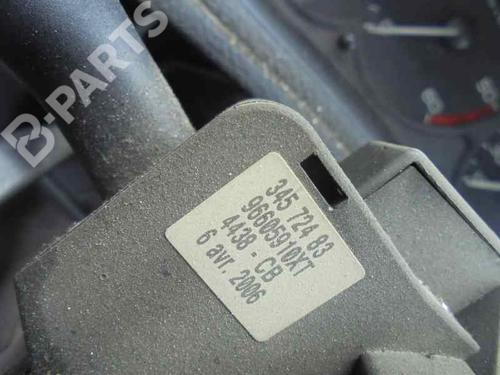 B-PARTS
345 724 83
96605910XT
4438 - CB
6 avr. 2006